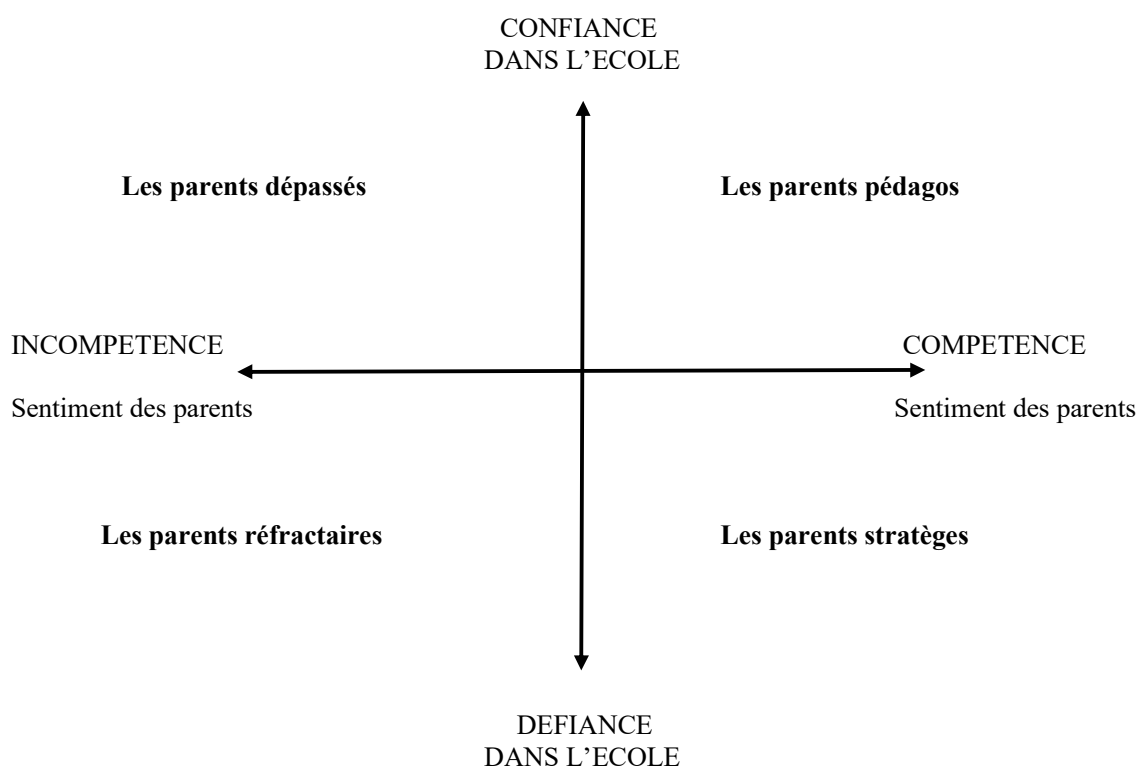 CONFIANCE
DANS L’ECOLE
Les parents dépassés
Les parents pédagos
INCOMPETENCE
COMPETENCE
Sentiment des parents
Sentiment des parents
Les parents réfractaires
Les parents stratèges
DEFIANCE
DANS L’ECOLE